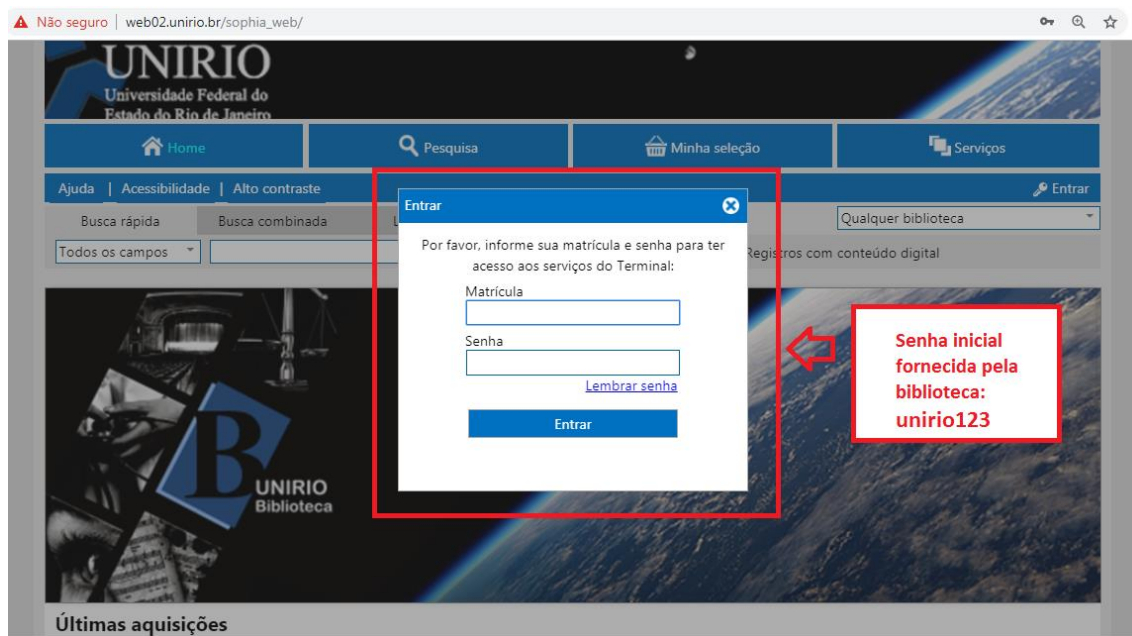 Não seguro | web02.unirio.br/sophia_web/
UNIRIO
Universidade Federal do
Estado do Rio de Janeiro
Home
Pesquisa
Minha seleção
Serviços
Ajuda | Acessibilidade | Alto contraste
Entrar
Busca rápida
Busca combinada
L
Qualquer biblioteca
Todos os campos
Registros com conteúdo digital
Entrar
Por favor, informe sua matrícula e senha para ter
acesso aos serviços do Terminal:
Matrícula
Senha
Lembrar senha
Entrar
Senha inicial
fornecida pela
biblioteca:
unirio123
B
UNIRIO
Biblioteca
Últimas aquisições